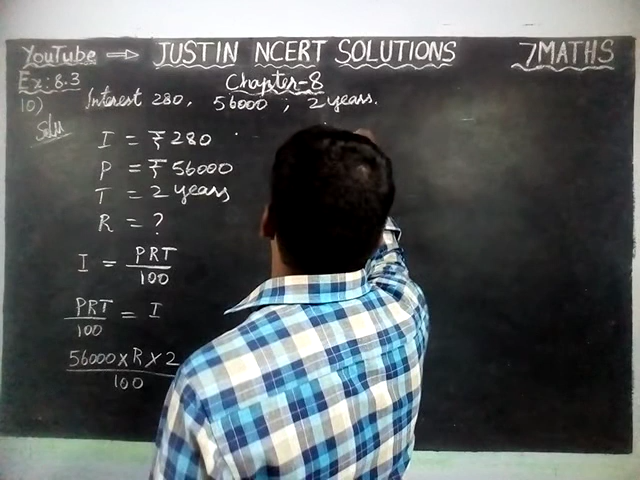 YouTube ⇒ JUSTIN NCERT SOLUTIONS 7MATHS
Ex: 8.3 Chapter-8
10) Interest 280, 56000 ; 2 years.
Soln
I = ₹ 280
P = ₹ 56000
T = 2 years
R = ?
I = PRT/100
PRT/100 = I
56000 x R x 2/100